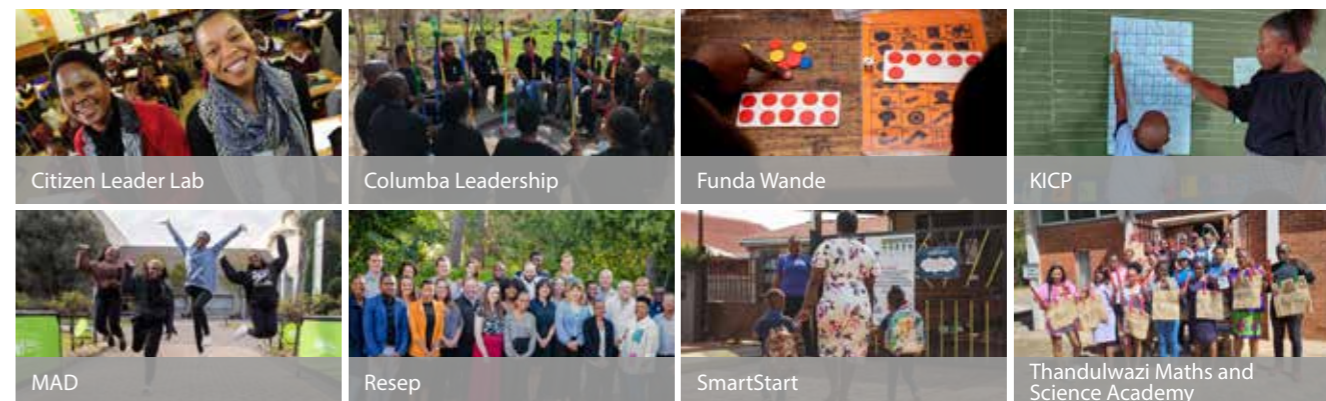 Citizen Leader Lab
Columba Leadership
Funda Wande
KICP
MAD
Resep
SmartStart
Thandulwazi Maths and
Science Academy